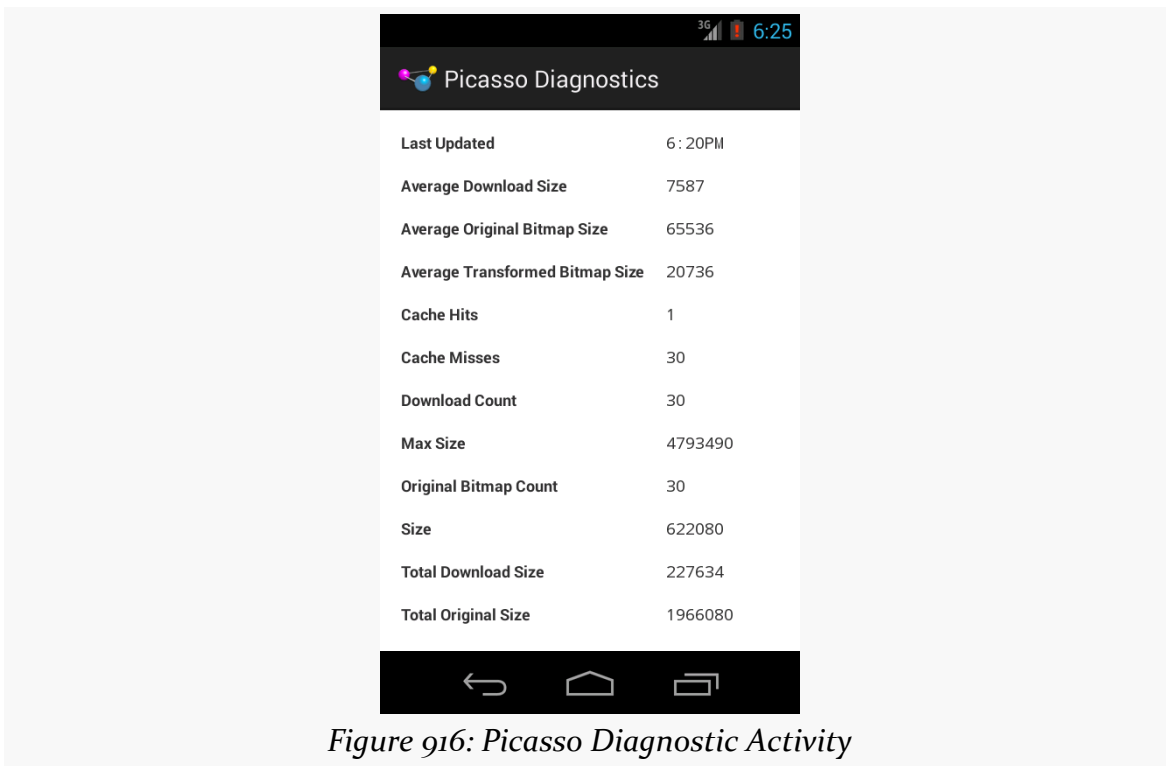 3G 6:25
Picasso Diagnostics
Last Updated 6:20PM
Average Download Size 7587
Average Original Bitmap Size 65536
Average Transformed Bitmap Size 20736
Cache Hits 1
Cache Misses 30
Download Count 30
Max Size 4793490
Original Bitmap Count 30
Size 622080
Total Download Size 227634
Total Original Size 1966080
Figure 916: Picasso Diagnostic Activity